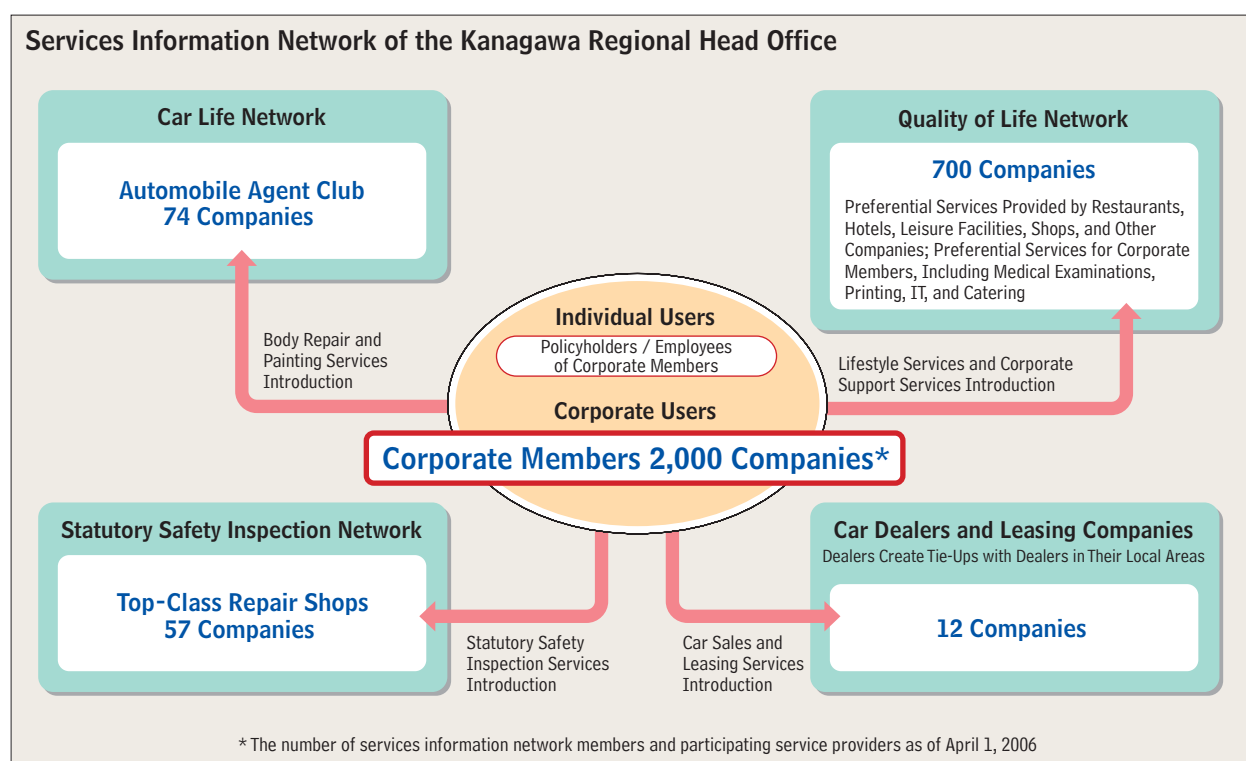 Services Information Network of the Kanagawa Regional Head Office
Car Life Network
Automobile Agent Club
74 Companies
Quality of Life Network
700 Companies
Preferential Services Provided by Restaurants,
Hotels, Leisure Facilities, Shops, and Other
Companies; Preferential Services for Corporate
Members, Including Medical Examinations,
Printing, IT, and Catering
Body Repair and
Painting Services
Introduction
Individual Users
Policyholders / Employees
of Corporate Members
Corporate Users
Corporate Members 2,000 Companies*
Lifestyle Services and Corporate
Support Services Introduction
Statutory Safety Inspection Network
Top-Class Repair Shops
57 Companies
Statutory Safety
Inspection Services
Introduction
Car Sales and
Leasing Services
Introduction
Car Dealers and Leasing Companies
Dealers Create Tie-Ups with Dealers in Their Local Areas
12 Companies
* The number of services information network members and participating service providers as of April 1, 2006